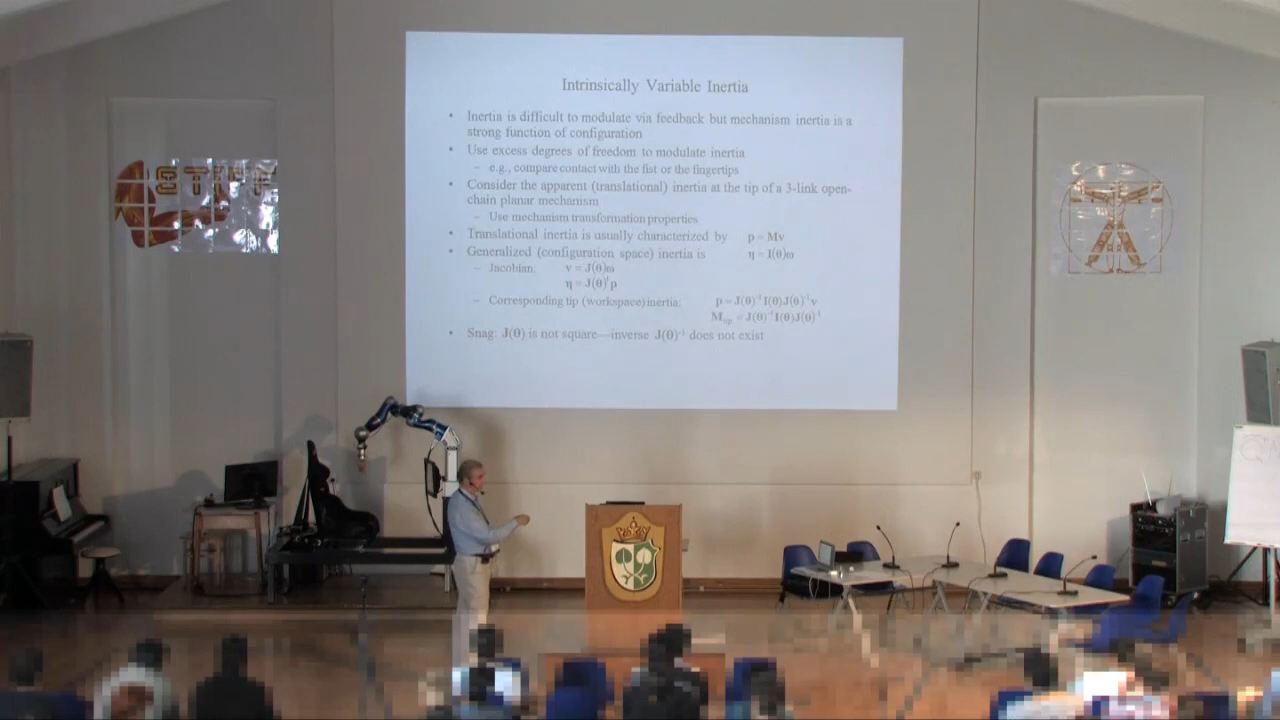 STIFF
Intrinsically Variable Inertia
• Inertia is difficult to modulate via feedback but mechanism inertia is a
strong function of configuration
• Use excess degrees of freedom to modulate inertia
– e.g., compare contact with the fist or the fingertips
• Consider the apparent (translational) inertia at the tip of a 3-link open-
chain planar mechanism
– Use mechanism transformation properties
• Translational inertia is usually characterized by p = Mv
• Generalized (configuration space) inertia is η = I(θ)ω
– Jacobian: v = J(θ)ω
η = J(θ)ᵗp
– Corresponding tip (workspace) inertia: p = J(θ)⁻ᵗI(θ)J(θ)⁻¹v
M_tip = J(θ)⁻ᵗI(θ)J(θ)⁻¹
• Snag: J(θ) is not square—inverse J(θ)⁻¹ does not exist